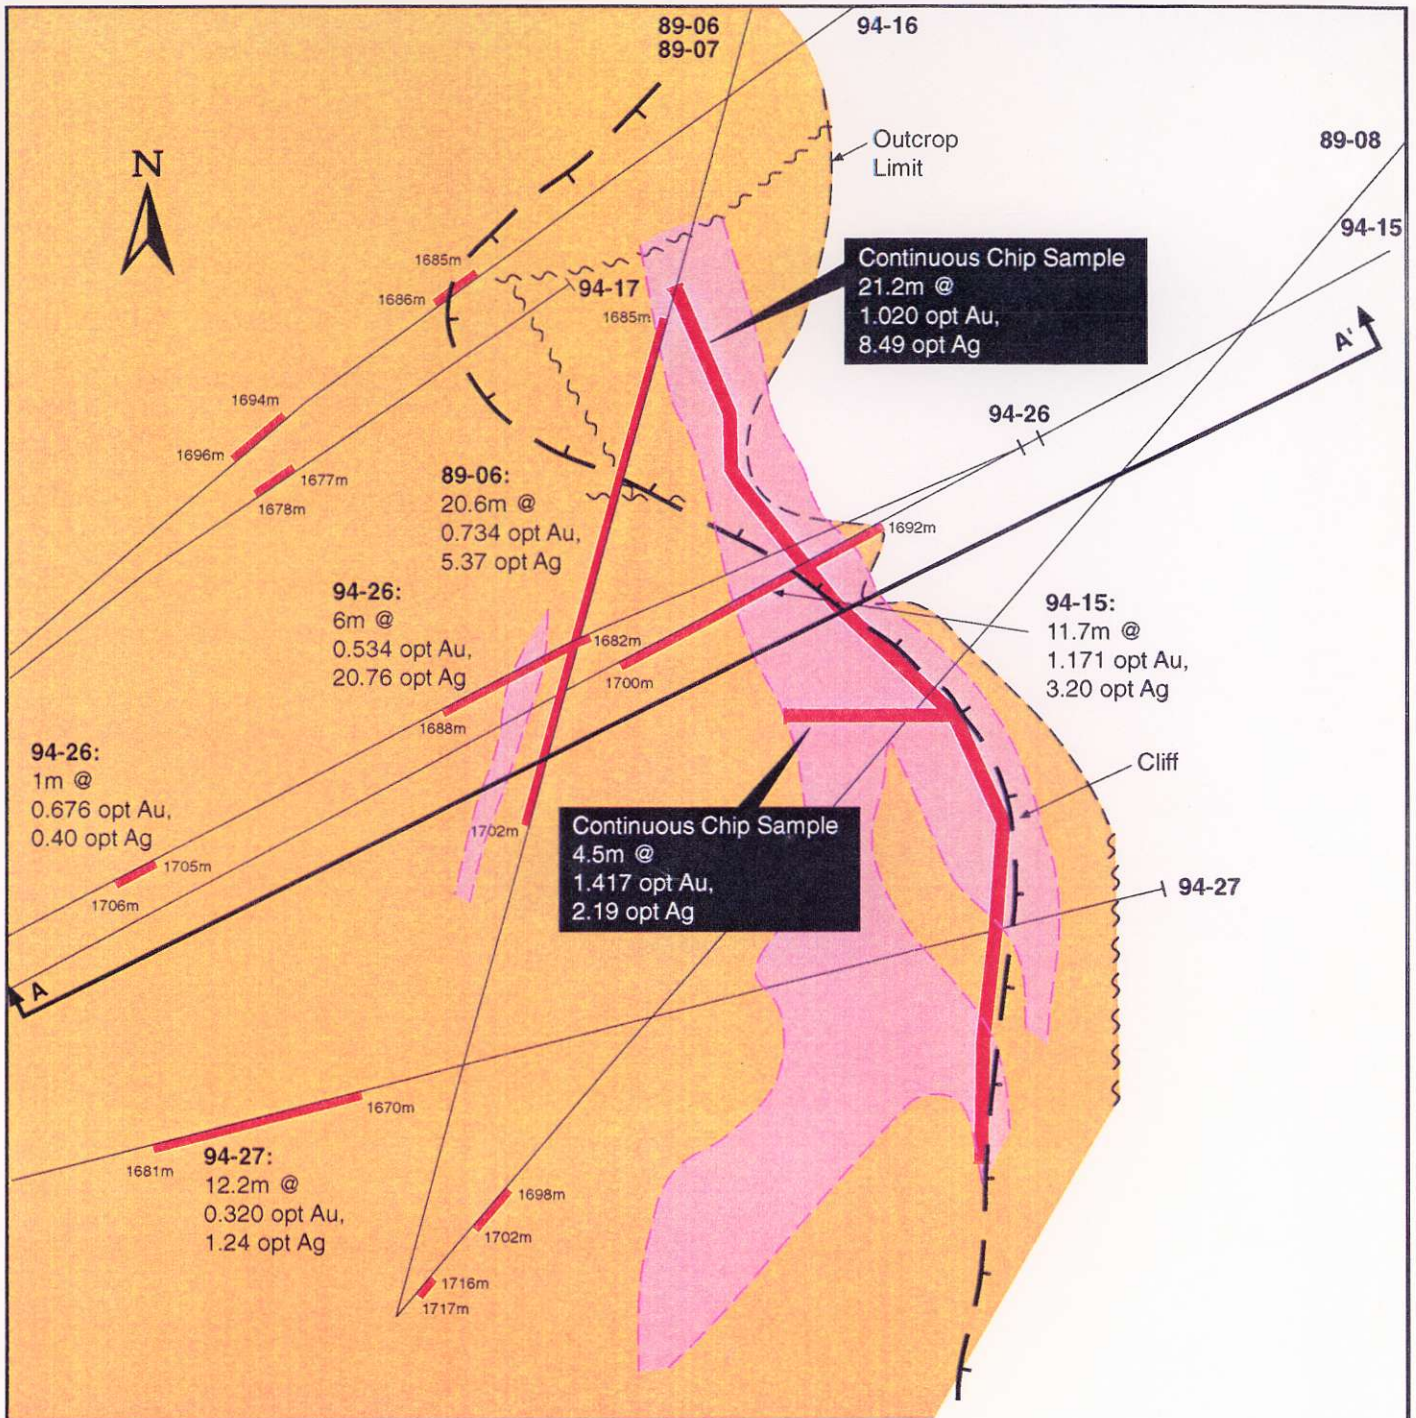 89-06
89-07
94-16
Outcrop
Limit
89-08
94-15
N
1685m
1686m
94-17
1685m
Continuous Chip Sample
21.2m @
1.020 opt Au,
8.49 opt Ag
A'
1694m
1696m
94-26
1677m
1678m
89-06:
20.6m @
0.734 opt Au,
5.37 opt Ag
1692m
94-26:
6m @
0.534 opt Au,
20.76 opt Ag
94-15:
11.7m @
1.171 opt Au,
3.20 opt Ag
1682m
1700m
1688m
94-26:
1m @
0.676 opt Au,
0.40 opt Ag
Cliff
1702m
Continuous Chip Sample
4.5m @
1.417 opt Au,
2.19 opt Ag
1705m
1706m
94-27
A
1670m
1681m
94-27:
12.2m @
0.320 opt Au,
1.24 opt Ag
1698m
1702m
1716m
1717m